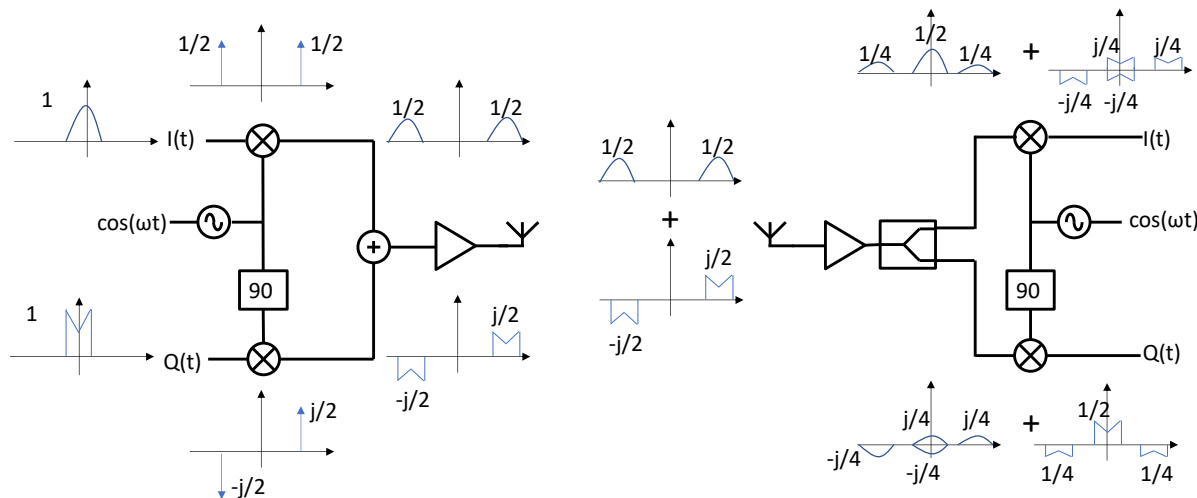 1/2 1/2
1
I(t)
1/2 1/2
cos(ωt)
+
90
1
Q(t)
j/2
-j/2
j/2
-j/2
1/2 1/2
+
j/2
-j/2
1/4 1/2 1/4
+
j/4 j/4
-j/4 -j/4
I(t)
cos(ωt)
90
Q(t)
j/4 j/4
-j/4 -j/4
+
1/2
1/4 1/4